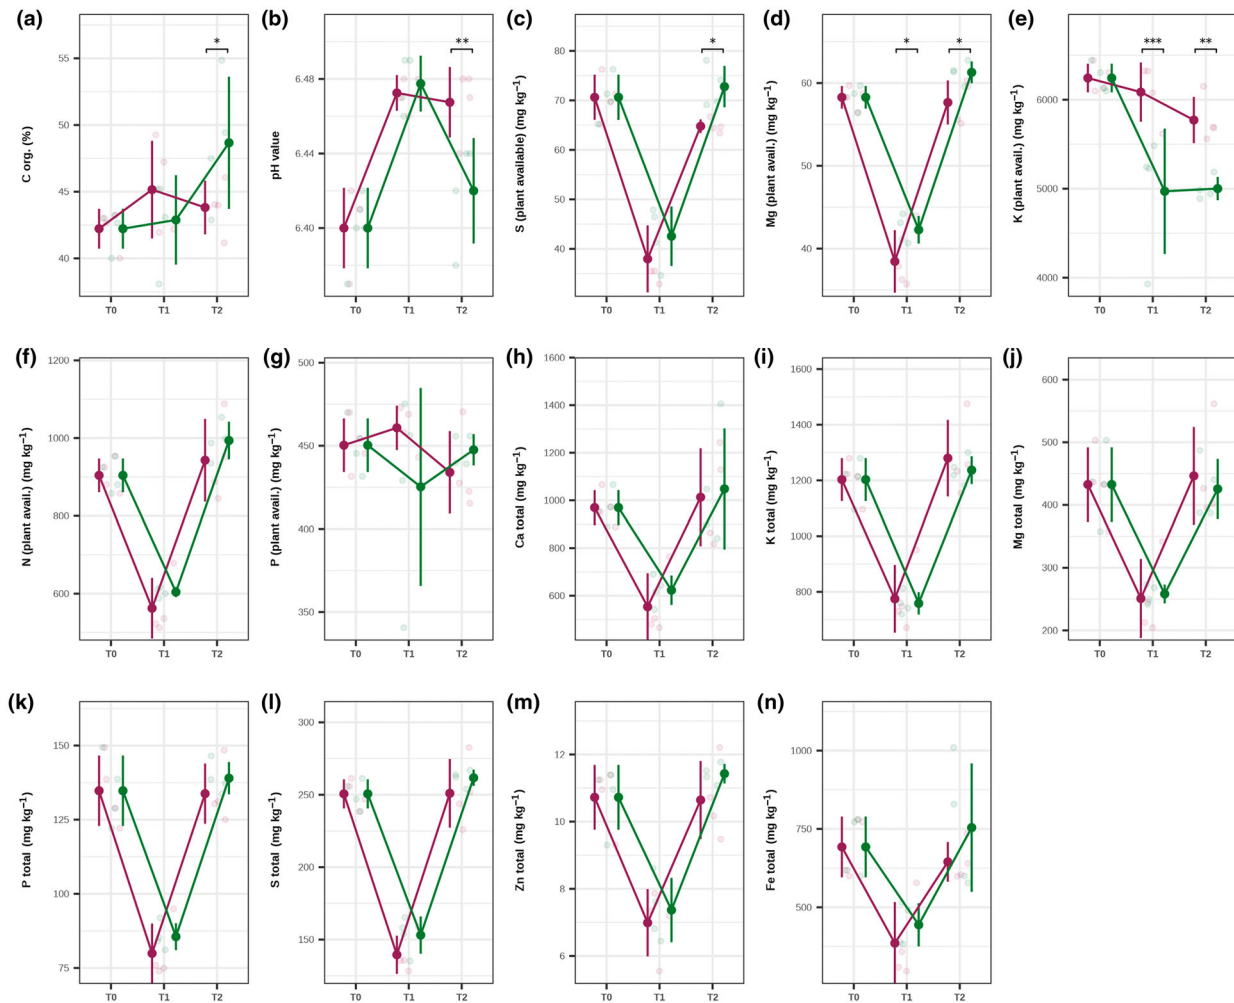 (a) (b) (c) (d) (e)
* ** * * * *** **
C org. (%)
55
50
45
40
T0 T1 T2
pH value
6.48
6.44
6.40
T0 T1 T2
S (plant available) (mg kg⁻¹)
80
70
60
50
40
30
T0 T1 T2
Mg (plant avail.) (mg kg⁻¹)
60
50
40
T0 T1 T2
K (plant avail.) (mg kg⁻¹)
6000
5000
4000
T0 T1 T2
(f) (g) (h) (i) (j)
N (plant avail.) (mg kg⁻¹)
1200
1000
800
600
T0 T1 T2
P (plant avail.) (mg kg⁻¹)
500
450
400
350
T0 T1 T2
Ca total (mg kg⁻¹)
1600
1400
1200
1000
800
600
T0 T1 T2
K total (mg kg⁻¹)
1600
1400
1200
1000
800
T0 T1 T2
Mg total (mg kg⁻¹)
600
500
400
300
200
T0 T1 T2
(k) (l) (m) (n)
P total (mg kg⁻¹)
150
125
100
75
T0 T1 T2
S total (mg kg⁻¹)
300
250
200
150
T0 T1 T2
Zn total (mg kg⁻¹)
12
10
8
6
T0 T1 T2
Fe total (mg kg⁻¹)
1000
750
500
T0 T1 T2